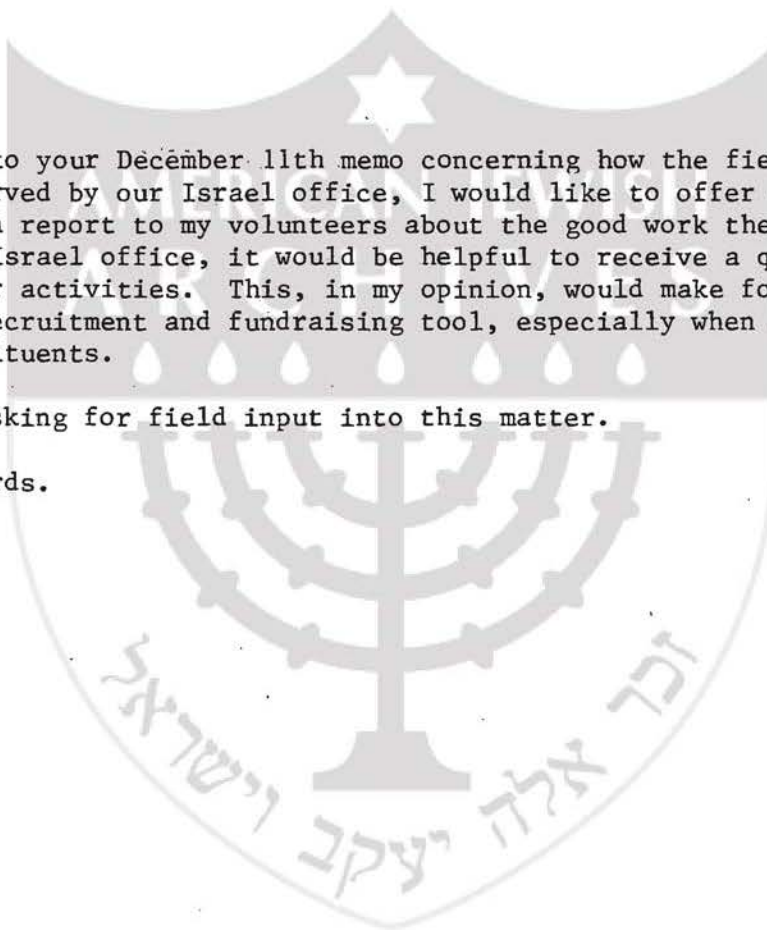 to your December 11th memo concerning how the fie
ved by our Israel office, I would like to offer
report to my volunteers about the good work the
srael office, it would be helpful to receive a q
activities. This, in my opinion, would make fo
ecruitment and fundraising tool, especially when
tuents.
sking for field input into this matter.
rds.
AMERICAN JEWISH
ARCHIVES
זכר אלה יעקב וישראל